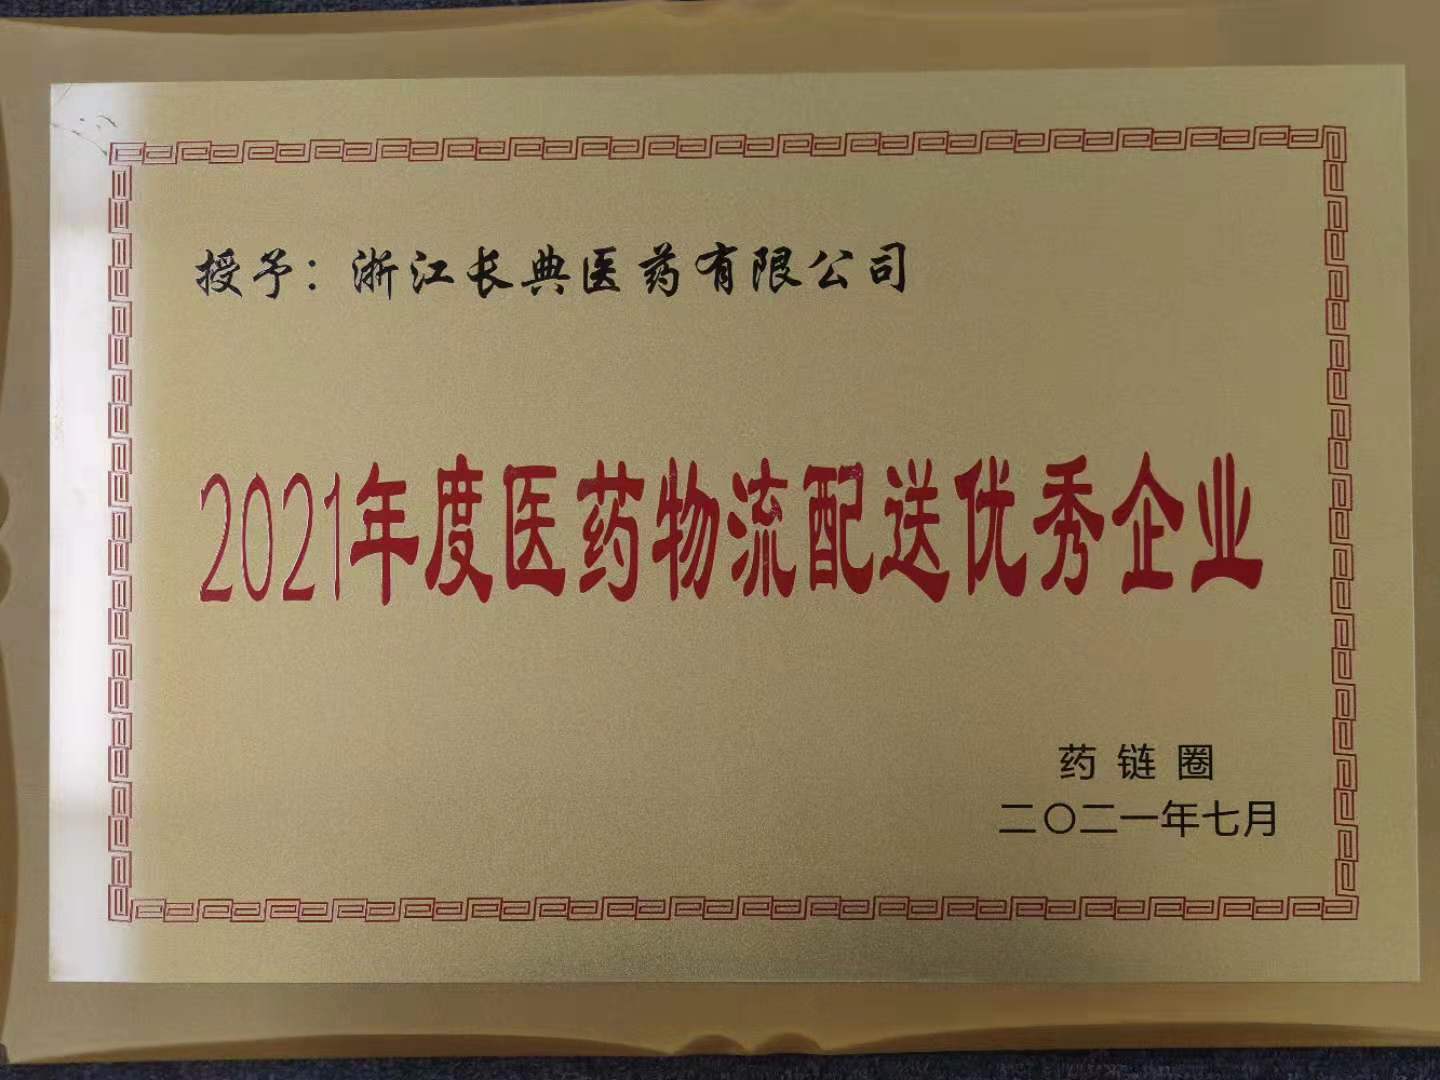 授予：浙江长典医药有限公司
2021年度医药物流配送优秀企业
药链圈
二〇二一年七月